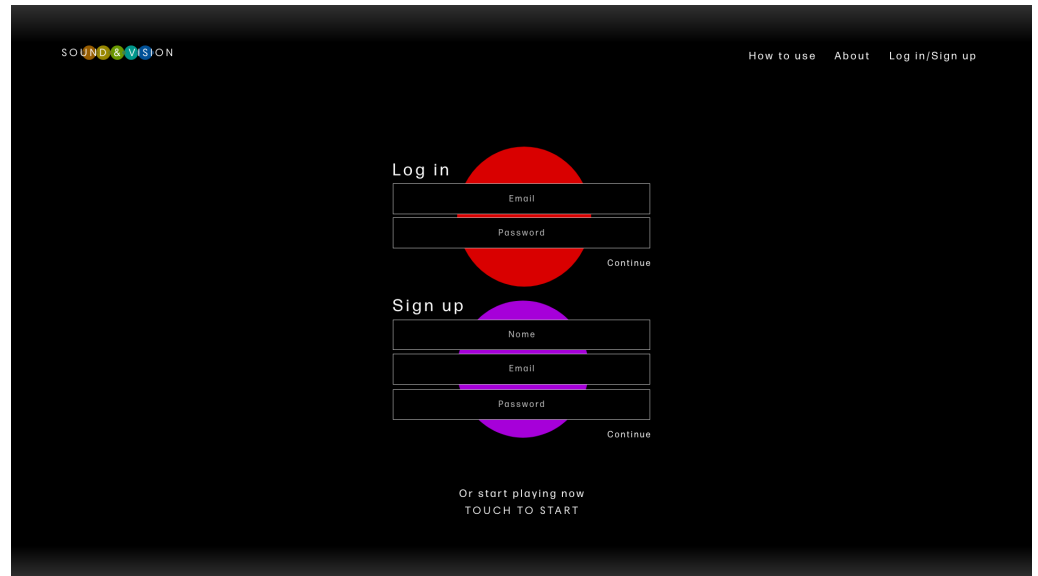 SOUND & VISION
How to use About Log in/Sign up
Log in
Email
Password
Continue
Sign up
Nome
Email
Password
Continue
Or start playing now
TOUCH TO START